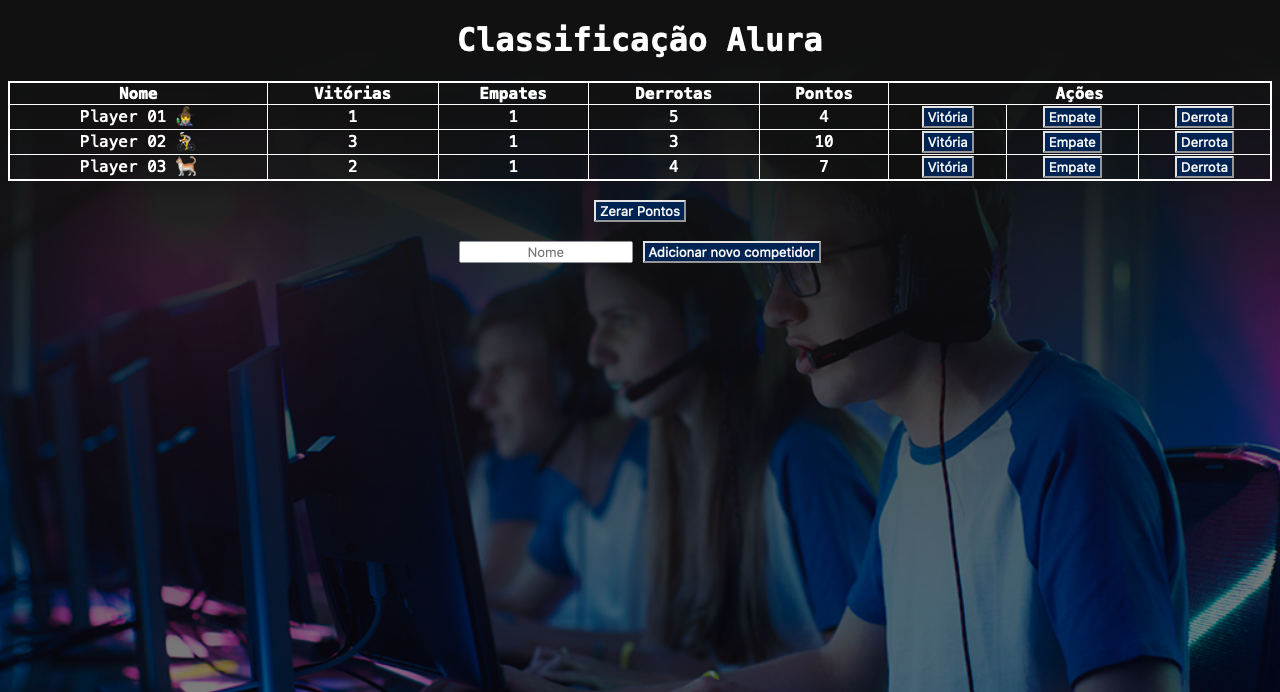 Classificação Alura
Nome Vitórias Empates Derrotas Pontos Ações
Player 01 🧙‍♀️ 1 1 5 4 Vitória Empate Derrota
Player 02 🚴 3 1 3 10 Vitória Empate Derrota
Player 03 🐈 2 1 4 7 Vitória Empate Derrota
Zerar Pontos
Nome Adicionar novo competidor